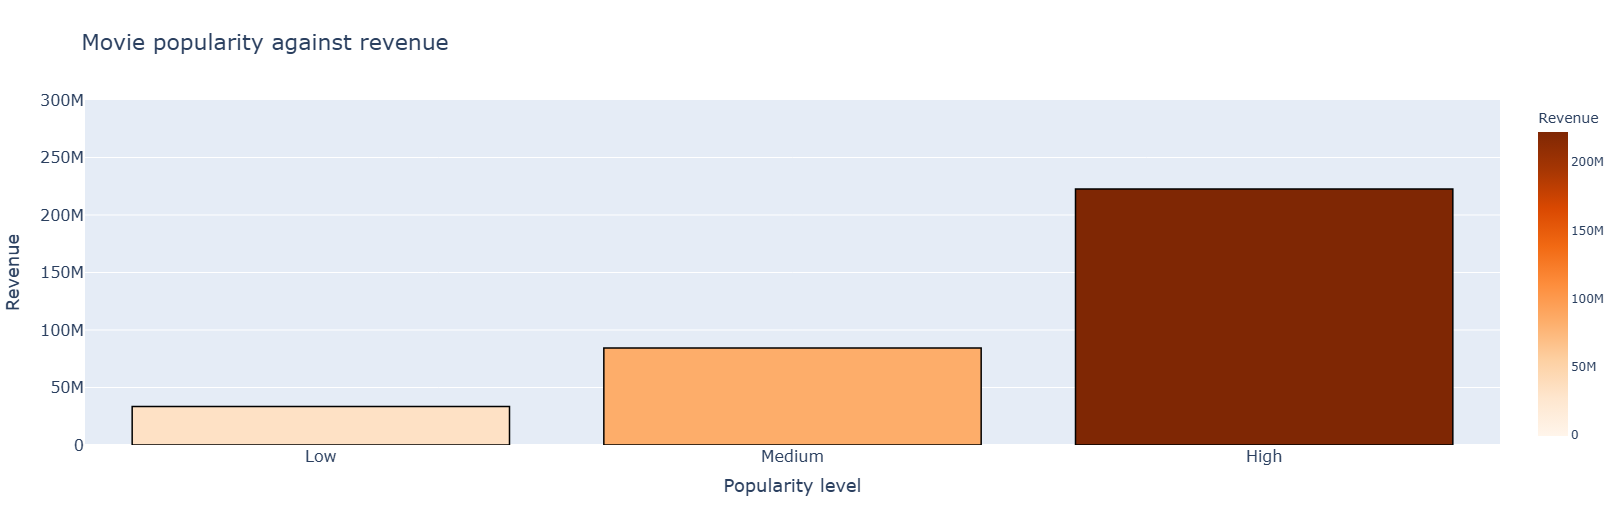 Movie popularity against revenue
300M
250M
200M
150M
100M
50M
0
Revenue
Low
Medium
High
Popularity level
Revenue
200M
150M
100M
50M
0